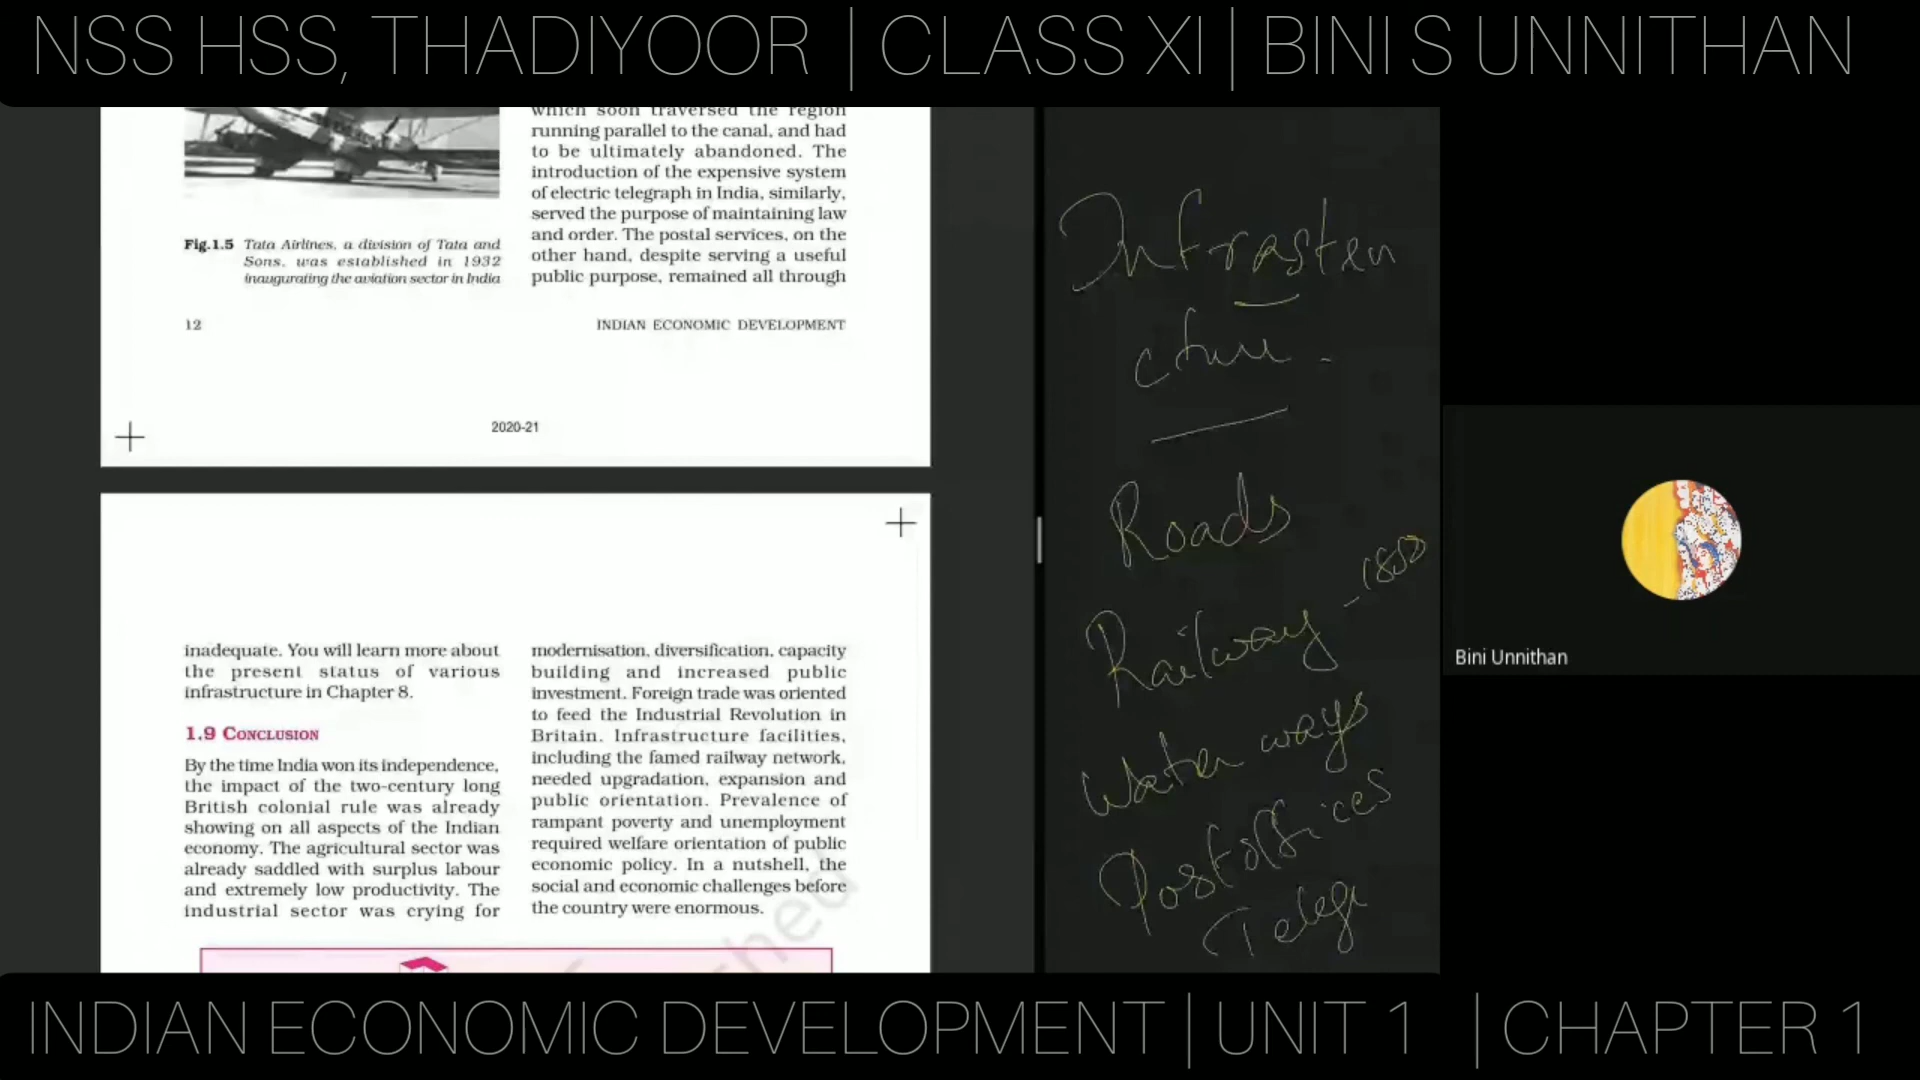 NSS HSS, THADIYOOR | CLASS XI | BINI S UNNITHAN
which soon traversed the region
running parallel to the canal, and had
to be ultimately abandoned. The
introduction of the expensive system
of electric telegraph in India, similarly,
served the purpose of maintaining law
and order. The postal services, on the
other hand, despite serving a useful
public purpose, remained all through
Fig.1.5 Tata Airlines, a division of Tata and
Sons, was established in 1932
inaugurating the aviation sector in India
12
INDIAN ECONOMIC DEVELOPMENT
2020-21
inadequate. You will learn more about
the present status of various
infrastructure in Chapter 8.
1.9 CONCLUSION
By the time India won its independence,
the impact of the two-century long
British colonial rule was already
showing on all aspects of the Indian
economy. The agricultural sector was
already saddled with surplus labour
and extremely low productivity. The
industrial sector was crying for
modernisation, diversification, capacity
building and increased public
investment. Foreign trade was oriented
to feed the Industrial Revolution in
Britain. Infrastructure facilities,
including the famed railway network,
needed upgradation, expansion and
public orientation. Prevalence of
rampant poverty and unemployment
required welfare orientation of public
economic policy. In a nutshell, the
social and economic challenges before
the country were enormous.
Infrastru
cture.
Roads
Railway - 1850
Water ways
Postoffices
Teleg
Bini Unnithan
INDIAN ECONOMIC DEVELOPMENT | UNIT 1 | CHAPTER 1